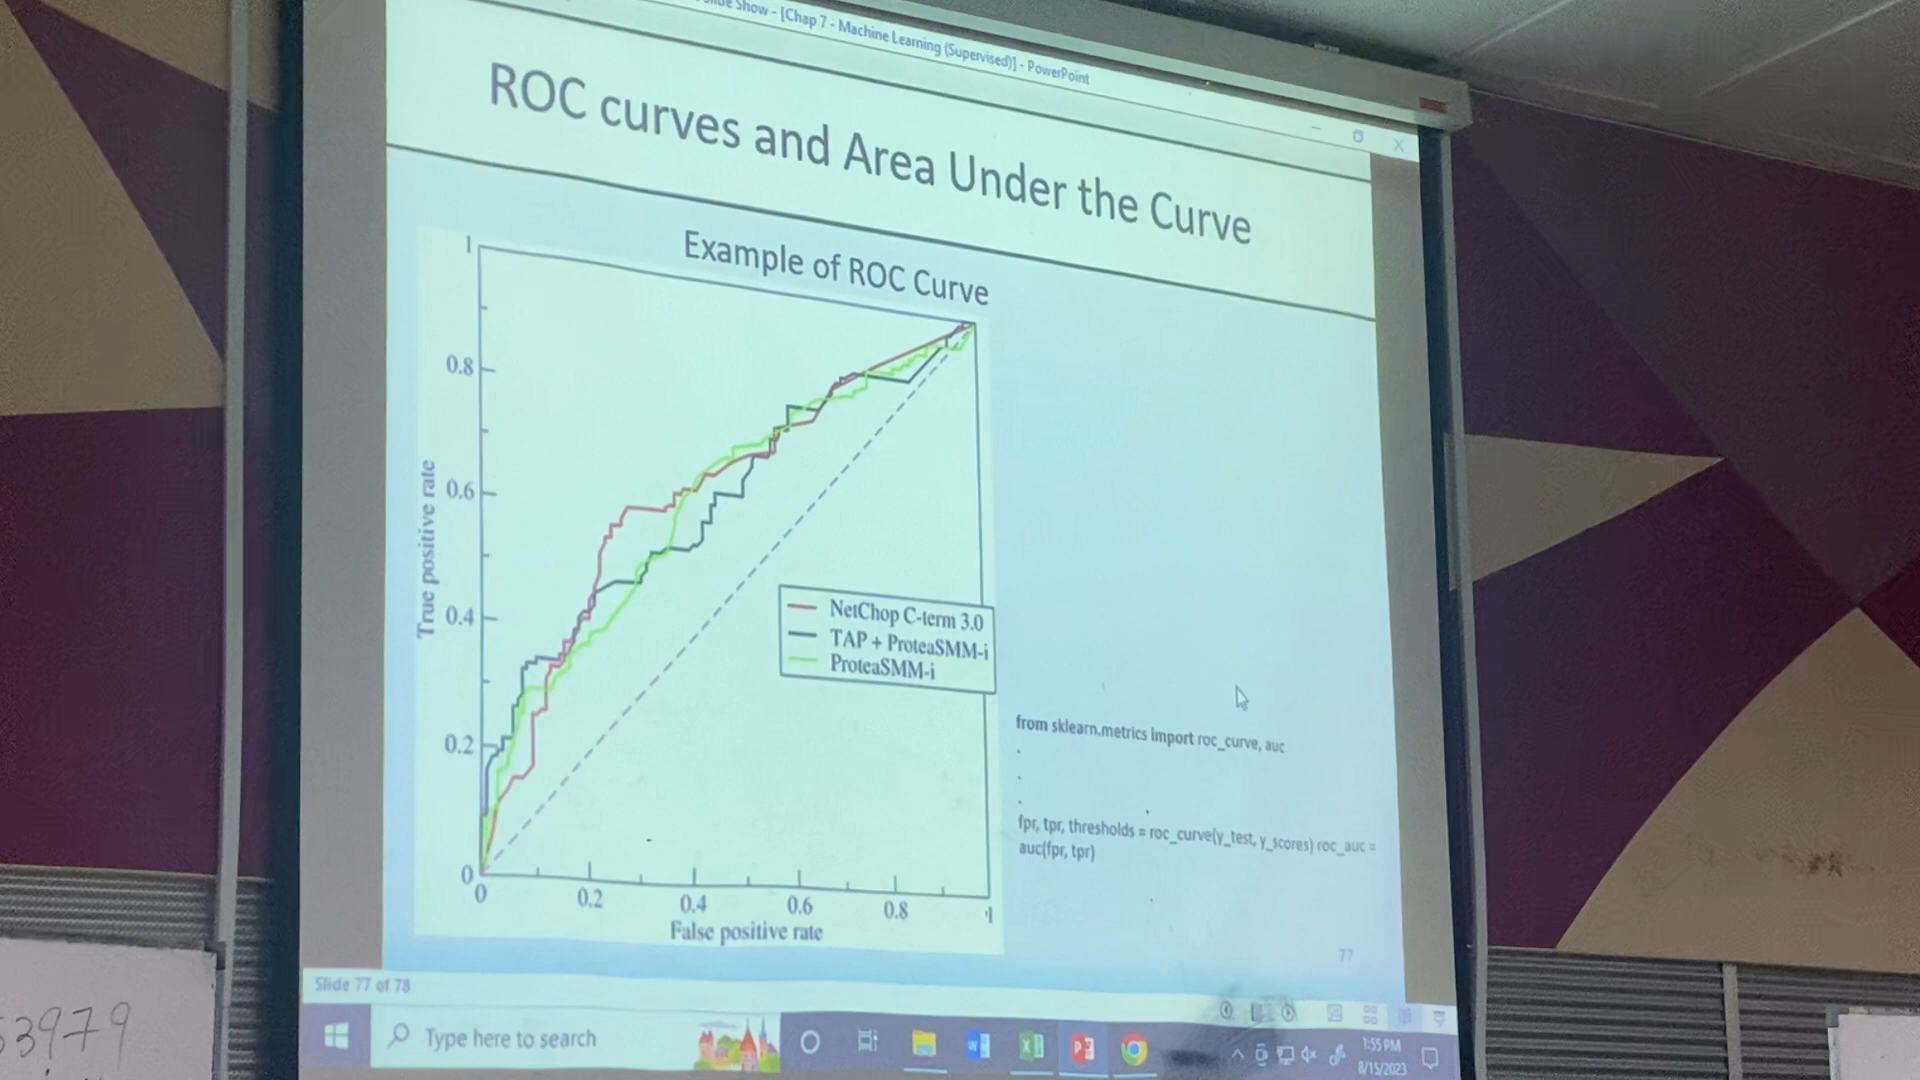 Show - [Chap 7 - Machine Learning (Supervised)] - PowerPoint
ROC curves and Area Under the Curve
Example of ROC Curve
1
0.8
0.6
0.4
0.2
0
True positive rate
NetChop C-term 3.0
TAP + ProteaSMM-i
ProteaSMM-i
0
0.2
0.4
0.6
0.8
1
False positive rate
from sklearn.metrics import roc_curve, auc
.
.
.
fpr, tpr, thresholds = roc_curve(y_test, y_scores) roc_auc =
auc(fpr, tpr)
77
Slide 77 of 78
Type here to search
1:55 PM
8/15/2023
3979